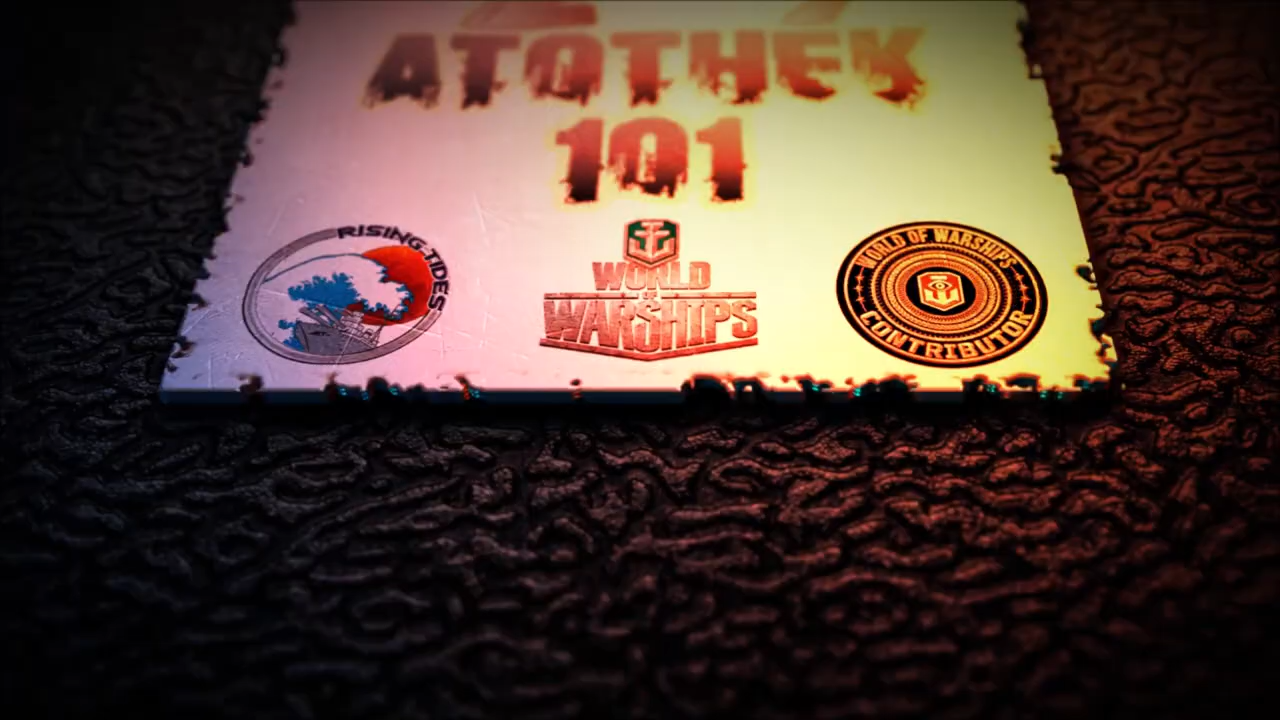 ATOTHEK
101
RISING-TIDES
WORLD
OF
WARSHIPS
WORLD OF WARSHIPS
CONTRIBUTOR